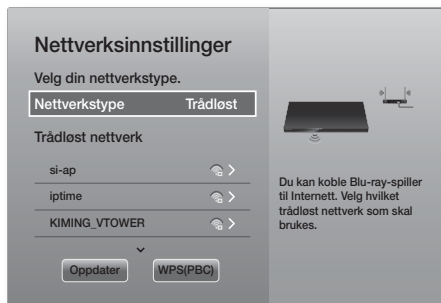 Nettverksinnstillinger
Velg din nettverkstype.
Nettverkstype Trådløst
Trådløst nettverk
si-ap
iptime
KIMING_VTOWER
Oppdater WPS(PBC)
Du kan koble Blu-ray-spiller
til Internett. Velg hvilket
trådløst nettverk som skal
brukes.